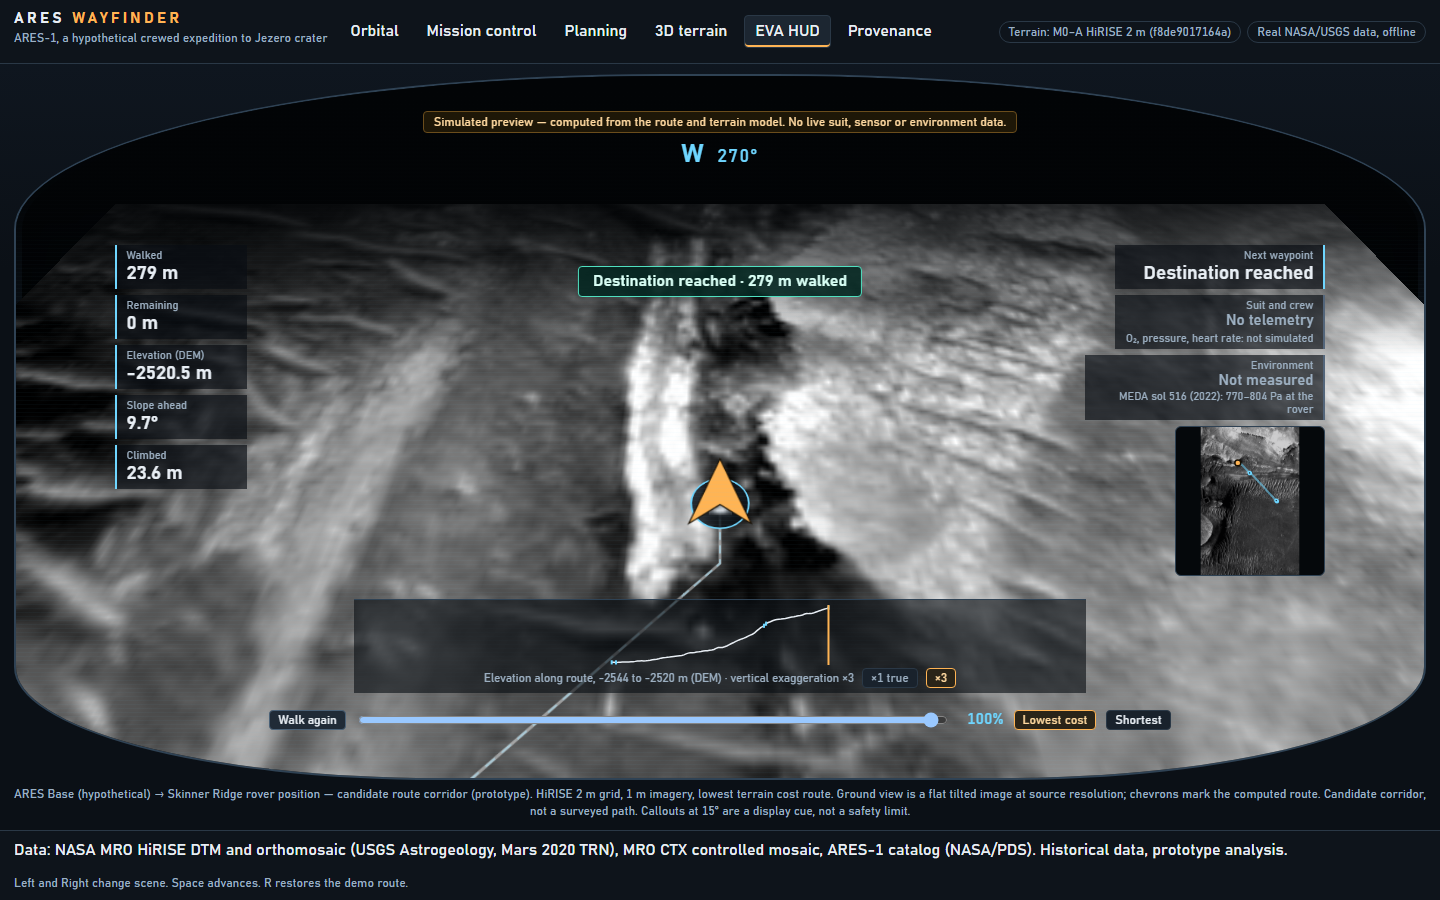 ARES WAYFINDER
ARES-1, a hypothetical crewed expedition to Jezero crater
Orbital
Mission control
Planning
3D terrain
EVA HUD
Provenance
Terrain: M0-A HiRISE 2 m (f8de9017164a)
Real NASA/USGS data, offline
Simulated preview — computed from the route and terrain model. No live suit, sensor or environment data.
W 270°
Walked
279 m
Remaining
0 m
Elevation (DEM)
-2520.5 m
Slope ahead
9.7°
Climbed
23.6 m
Destination reached · 279 m walked
Next waypoint
Destination reached
Suit and crew
No telemetry
O₂, pressure, heart rate: not simulated
Environment
Not measured
MEDA sol 516 (2022): 770–804 Pa at the
rover
Elevation along route, -2544 to -2520 m (DEM) · vertical exaggeration ×3
×1 true
×3
Walk again
100%
Lowest cost
Shortest
ARES Base (hypothetical) → Skinner Ridge rover position — candidate route corridor (prototype). HiRISE 2 m grid, 1 m imagery, lowest terrain cost route. Ground view is a flat tilted image at source resolution; chevrons mark the computed route. Candidate corridor,
not a surveyed path. Callouts at 15° are a display cue, not a safety limit.
Data: NASA MRO HiRISE DTM and orthomosaic (USGS Astrogeology, Mars 2020 TRN), MRO CTX controlled mosaic, ARES-1 catalog (NASA/PDS). Historical data, prototype analysis.
Left and Right change scene. Space advances. R restores the demo route.